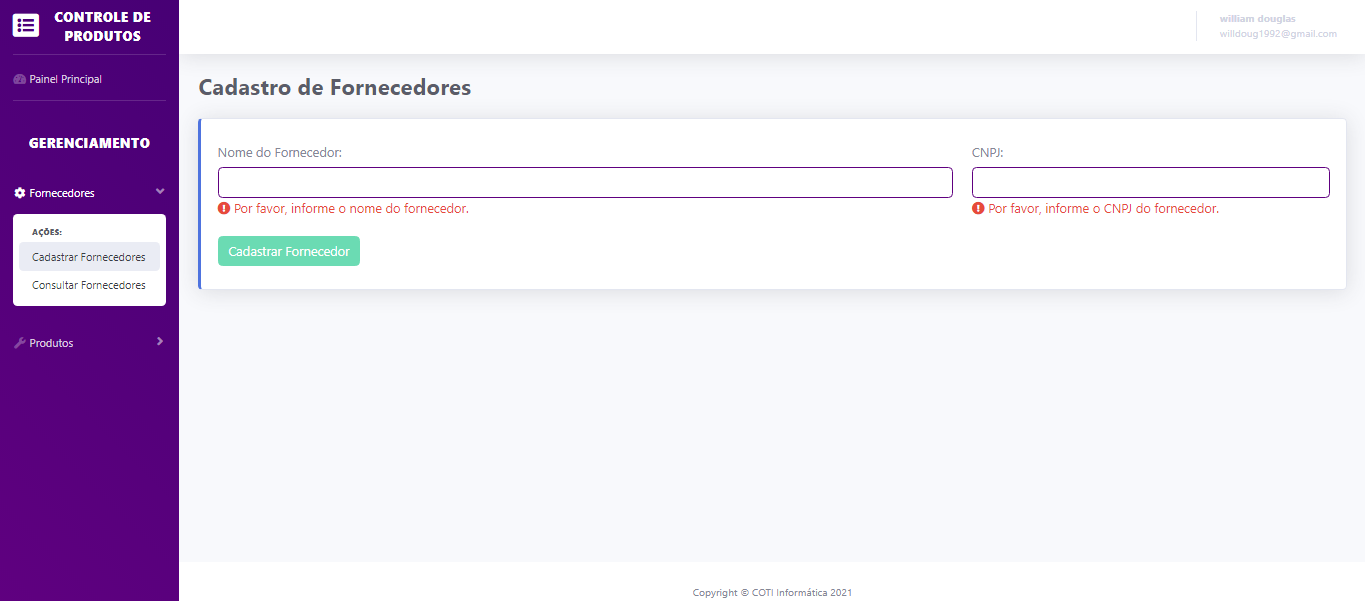 CONTROLE DE
PRODUTOS
william douglas
willdoug1992@gmail.com
Painel Principal
Cadastro de Fornecedores
GERENCIAMENTO
Nome do Fornecedor:
CNPJ:
Fornecedores
Por favor, informe o nome do fornecedor.
Por favor, informe o CNPJ do fornecedor.
AÇÕES:
Cadastrar Fornecedores
Consultar Fornecedores
Cadastrar Fornecedor
Produtos
Copyright © COTI Informática 2021